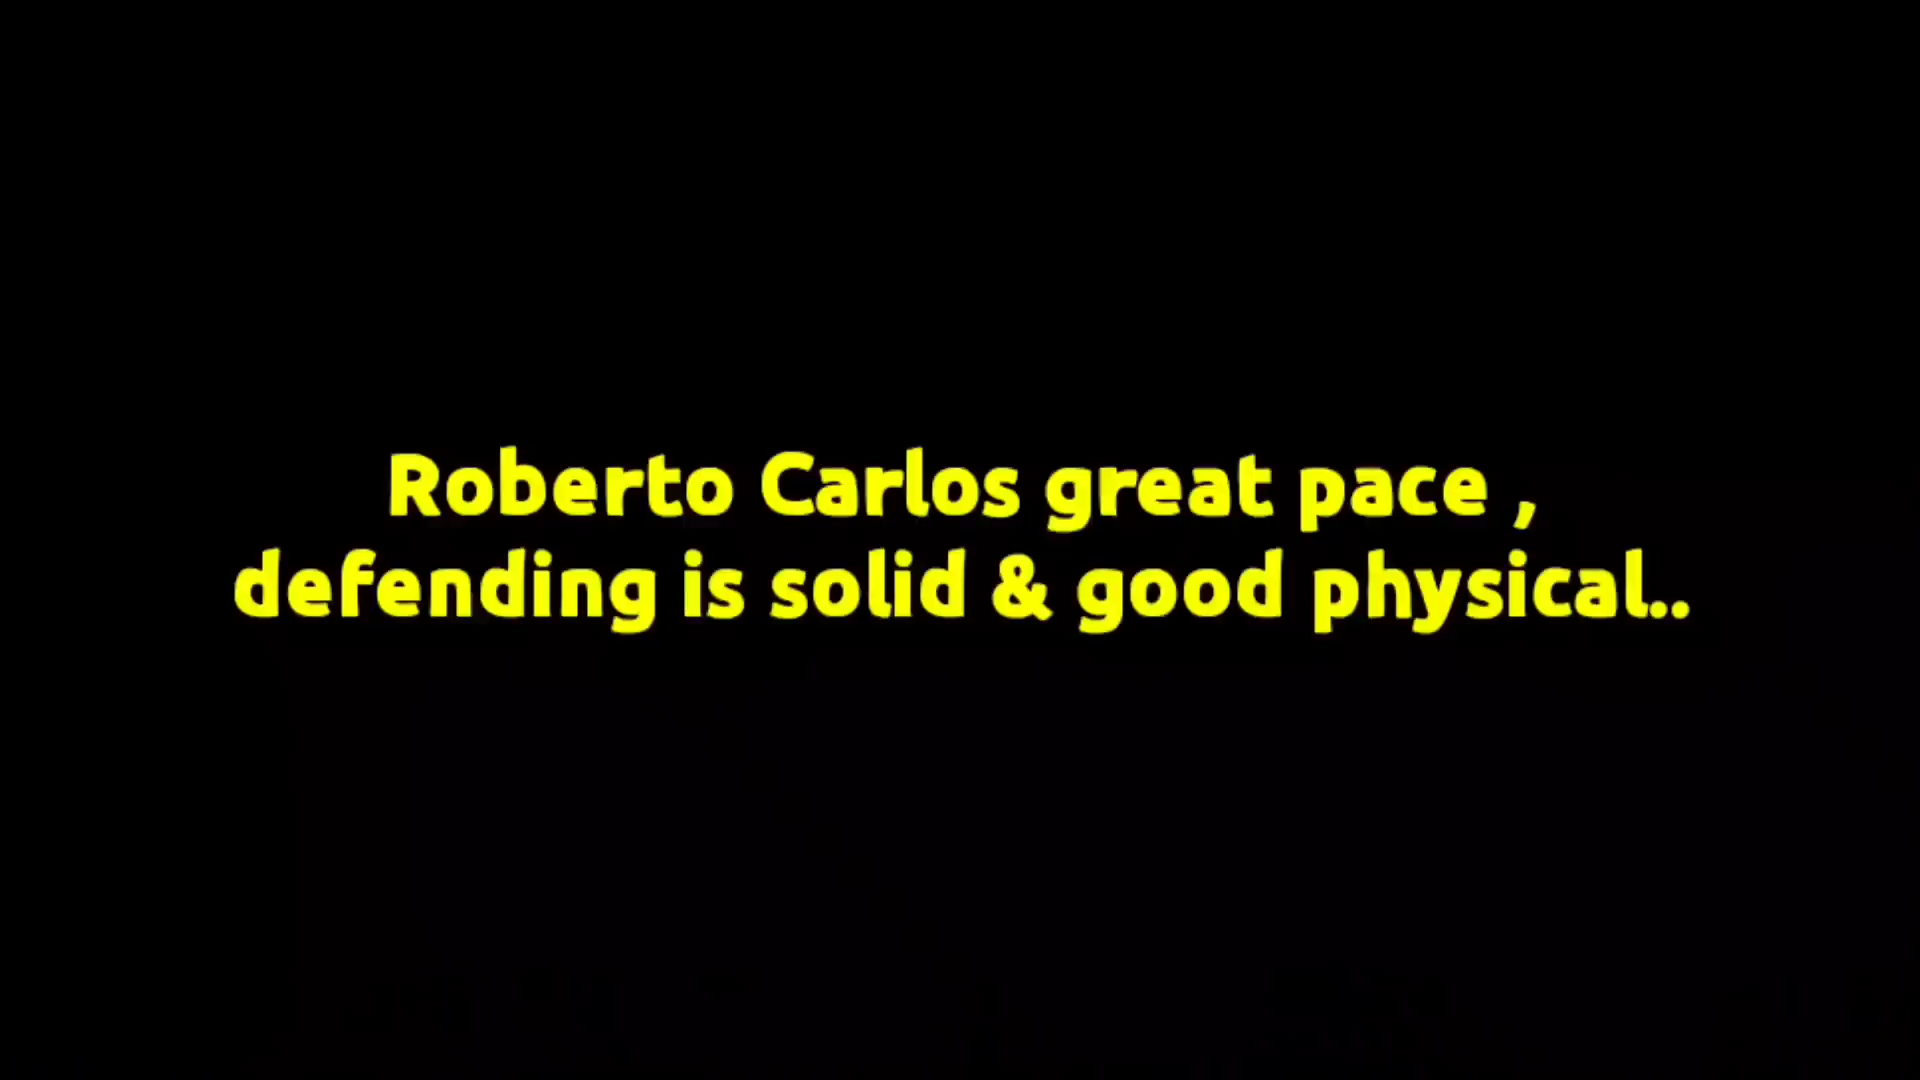 Roberto Carlos great pace ,
defending is solid & good physical..